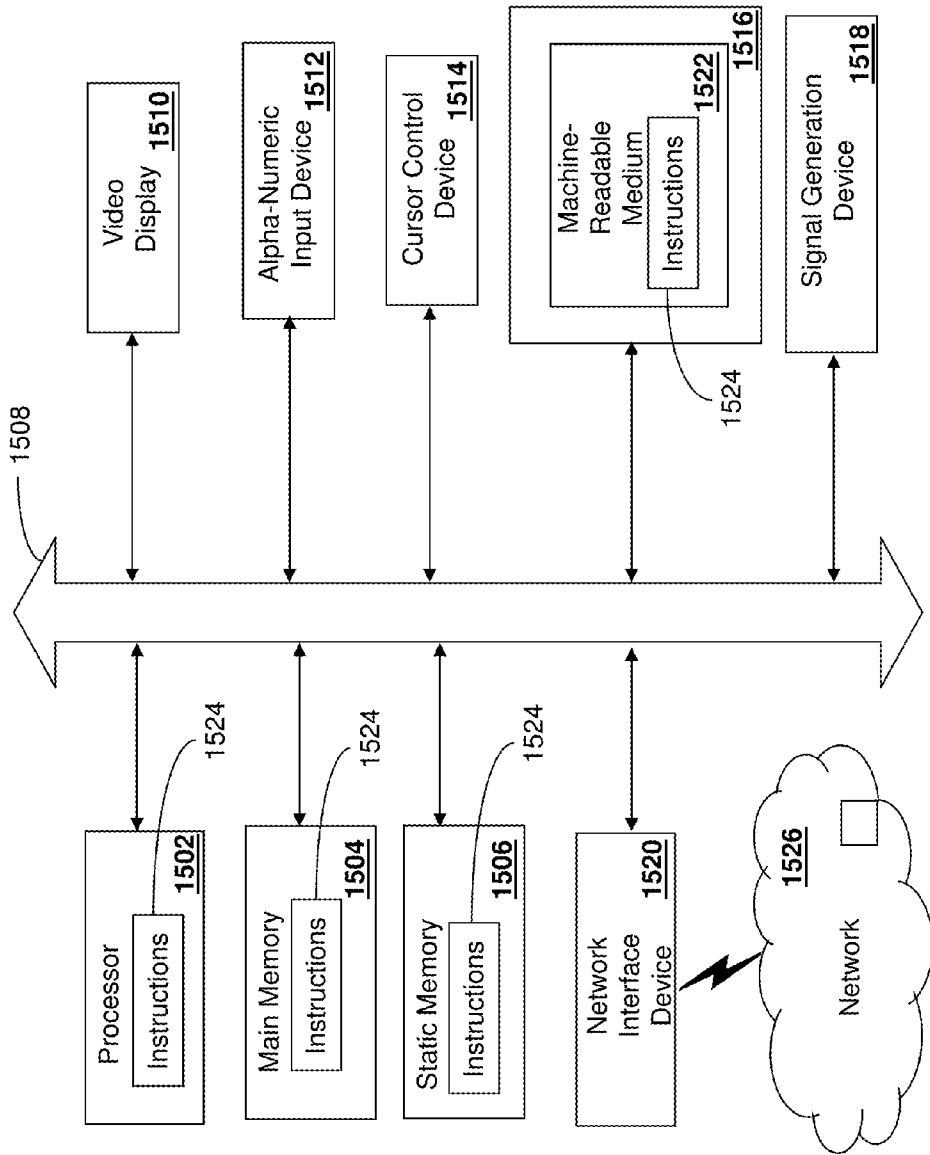 1508
Processor
1502
Instructions
1524
Main Memory
1504
Instructions
1524
Static Memory
1506
Instructions
1524
Network
Interface
Device
1520
1526
Network
Video
Display
1510
Alpha-Numeric
Input Device
1512
Cursor Control
Device
1514
Machine-
Readable
Medium
1522
Instructions
1516
1524
Signal Generation
Device
1518